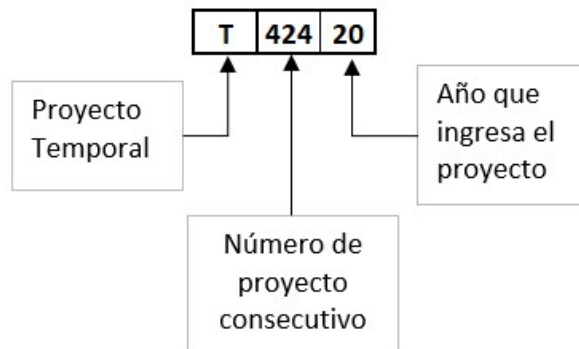 T 424 20
Proyecto
Temporal
Año que
ingresa el
proyecto
Número de
proyecto
consecutivo